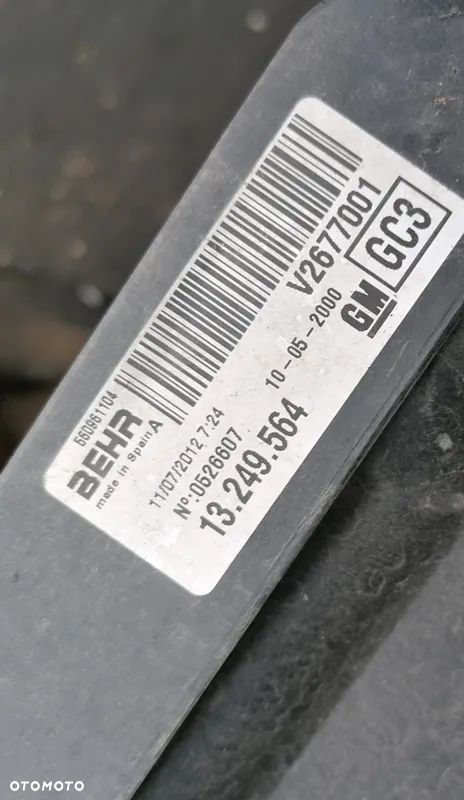 560961104
BEHR
made in Spain A
V2677001
11/07/2012 7:24
10-05-2000
GM
GC3
Nº:0526607
13.249.564
OTOMOTO